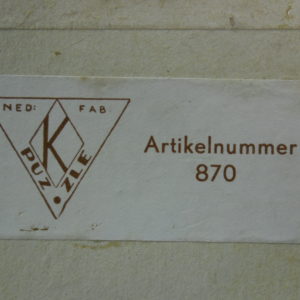 NED: FAB
K
PUZ ZLE
Artikelnummer
870